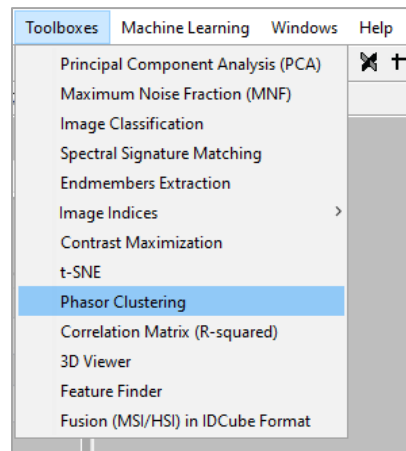 Toolboxes Machine Learning Windows Help
Principal Component Analysis (PCA)
Maximum Noise Fraction (MNF)
Image Classification
Spectral Signature Matching
Endmembers Extraction
Image Indices
Contrast Maximization
t-SNE
Phasor Clustering
Correlation Matrix (R-squared)
3D Viewer
Feature Finder
Fusion (MSI/HSI) in IDCube Format